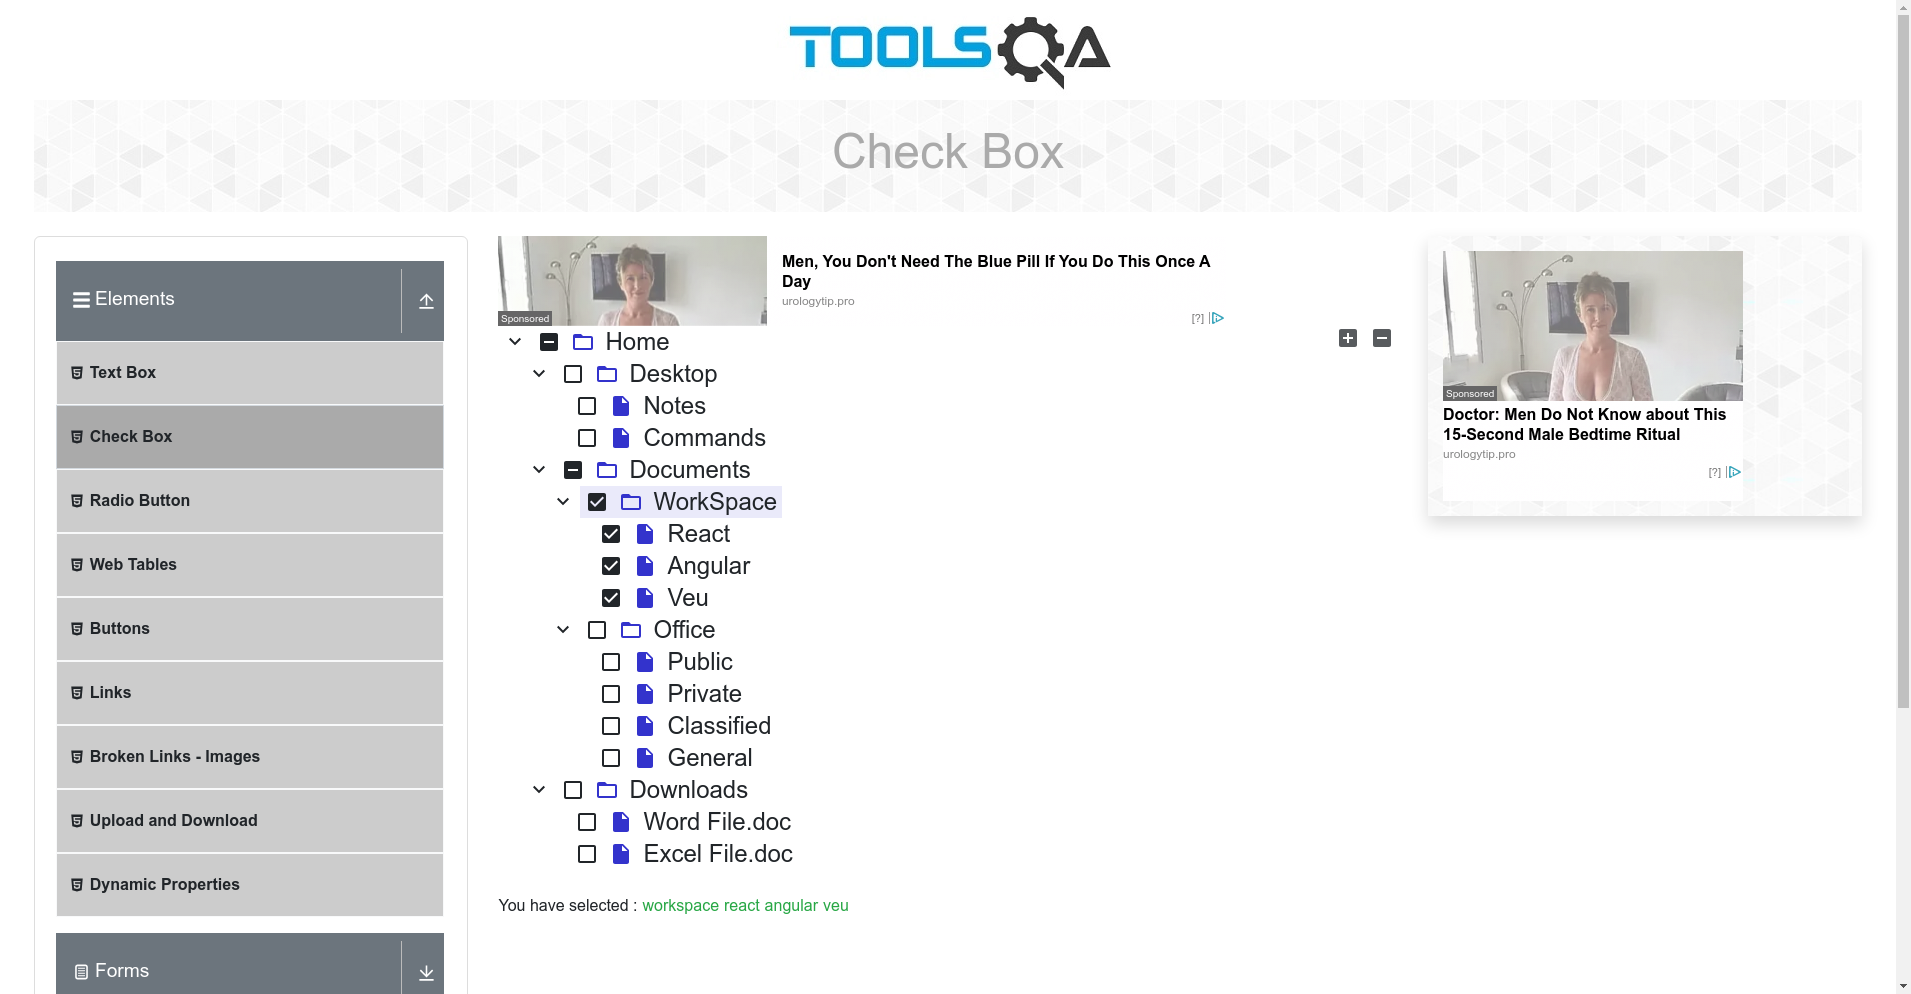 TOOLSQA
Check Box
Elements
Text Box
Check Box
Radio Button
Web Tables
Buttons
Links
Broken Links - Images
Upload and Download
Dynamic Properties
Forms
Sponsored
Men, You Don't Need The Blue Pill If You Do This Once A
Day
urologytip.pro
[?]
Home
Desktop
Notes
Commands
Documents
WorkSpace
React
Angular
Veu
Office
Public
Private
Classified
General
Downloads
Word File.doc
Excel File.doc
You have selected : workspace react angular veu
Sponsored
Doctor: Men Do Not Know about This
15-Second Male Bedtime Ritual
urologytip.pro
[?]